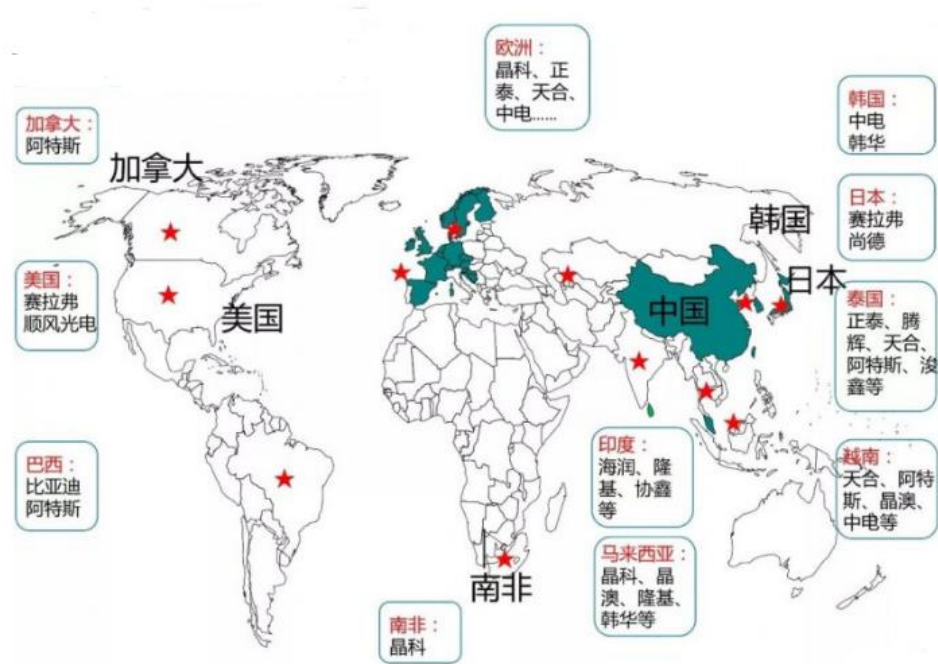 欧洲：
晶科、正
泰、天合、
中电……
加拿大：
阿特斯
韩国：
中电
韩华
加拿大
日本：
赛拉弗
尚德
韩国
美国：
赛拉弗
顺风光电
美国
中国
日本
泰国：
正泰、腾
辉、天合、
阿特斯、浚
鑫等
巴西：
比亚迪
阿特斯
印度：
海润、隆
基、协鑫
等
越南：
天合、阿特
斯、晶澳、
中电等
马来西亚：
晶科、晶
澳、隆基、
韩华等
南非
南非：
晶科